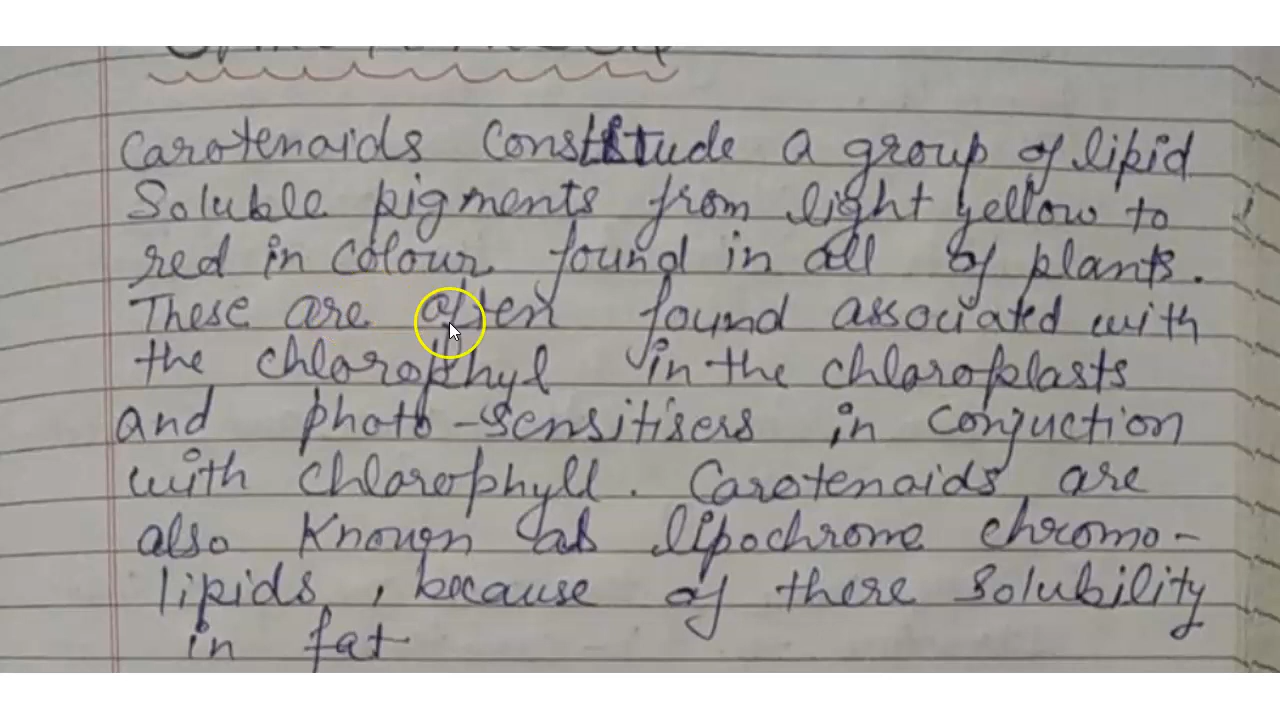 Carotenaids Constitude a group of lipid
Soluble pigments from light yellow to
red in colour found in all of plants.
These are often found associated with
the chlorophyl in the chloroplasts
and photo-sensitisers in conjuction
with chlorophyll. Carotenaids are
also known as lipochrome chromo-
lipids, because of there solubility
in fat